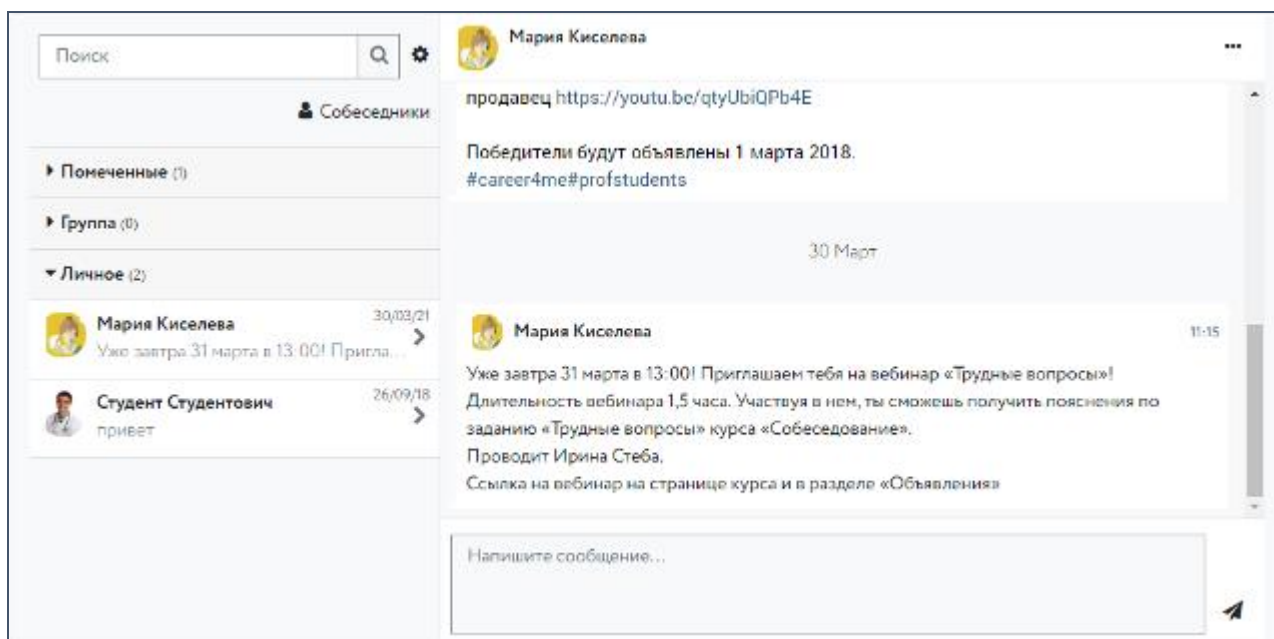 Поиск
Собеседники
Помеченные (1)
Группа (0)
Личное (2)
Мария Киселева
30/03/21
Уже завтра 31 марта в 13:00! Пригла...
Студент Студентович
26/09/18
привет
Мария Киселева
продавец https://youtu.be/qtyUbiQPb4E
Победители будут объявлены 1 марта 2018.
#career4me#profstudents
30 Март
Мария Киселева
11:15
Уже завтра 31 марта в 13:00! Приглашаем тебя на вебинар «Трудные вопросы»!
Длительность вебинара 1,5 часа. Участвуя в нем, ты сможешь получить пояснения по
заданию «Трудные вопросы» курса «Собеседование».
Проводит Ирина Стеба.
Ссылка на вебинар на странице курса и в разделе «Объявления»
Напишите сообщение...